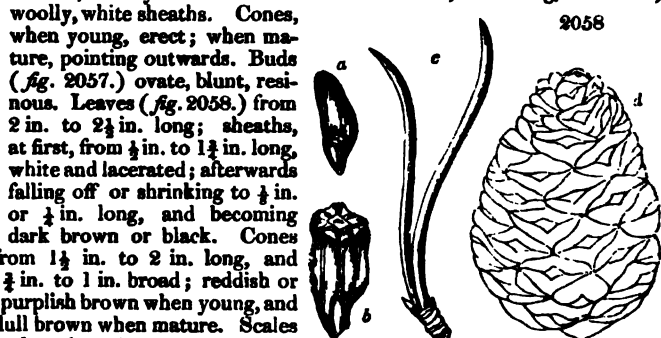 woolly, white sheaths. Cones,
when young, erect; when ma-
ture, pointing outwards. Buds
(fig. 2057.) ovate, blunt, resi-
nous. Leaves (fig. 2058.) from
2 in. to 2½ in. long; sheaths,
at first, from ½ in. to 1¾ in. long,
white and lacerated; afterwards
falling off or shrinking to ½ in.
or ¼ in. long, and becoming
dark brown or black. Cones
from 1½ in. to 2 in. long, and
¾ in. to 1 in. broad; reddish or
purplish brown when young, and
dull brown when mature. Scales
2058
a
c
d
b